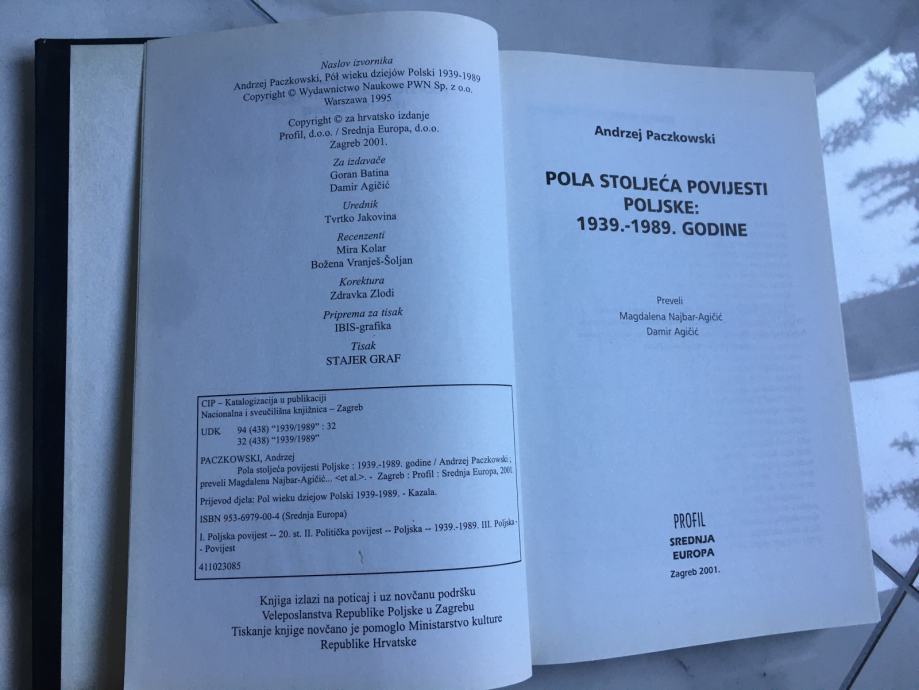 Naslov izvornika
Andrzej Paczkowski, Pół wieku dziejów Polski 1939-1989
Copyright © Wydawnictwo Naukowe PWN Sp. z o.o.
Warszawa 1995
Copyright © za hrvatsko izdanje
Profil, d.o.o. / Srednja Europa, d.o.o.
Zagreb 2001.
Za izdavače
Goran Batina
Damir Agičić
Urednik
Tvrtko Jakovina
Recenzenti
Mira Kolar
Božena Vranješ-Šoljan
Korektura
Zdravka Zlodi
Priprema za tisak
IBIS-grafika
Tisak
STAJER GRAF
CIP – Katalogizacija u publikaciji
Nacionalna i sveučilišna knjižnica – Zagreb
UDK 94 (438) "1939/1989" : 32
32 (438) "1939/1989"
PACZKOWSKI, Andrzej
Pola stoljeća povijesti Poljske : 1939.-1989. godine / Andrzej Paczkowski ;
preveli Magdalena Najbar-Agičić... <et al.>. - Zagreb : Profil : Srednja Europa, 2001
Prijevod djela: Pol wieku dziejow Polski 1939-1989. - Kazala.
ISBN 953-6979-00-4 (Srednja Europa)
I. Poljska povijest -- 20. st. II. Politička povijest -- Poljska -- 1939.-1989. III. Poljska -
- Povijest
411023085
Knjiga izlazi na poticaj i uz novčanu podršku
Veleposlanstva Republike Poljske u Zagrebu
Tiskanje knjige novčano je pomoglo Ministarstvo kulture
Republike Hrvatske
Andrzej Paczkowski
POLA STOLJEĆA POVIJESTI
POLJSKE:
1939.-1989. GODINE
Preveli
Magdalena Najbar-Agičić
Damir Agičić
PROFIL
SREDNJA
EUROPA
Zagreb 2001.